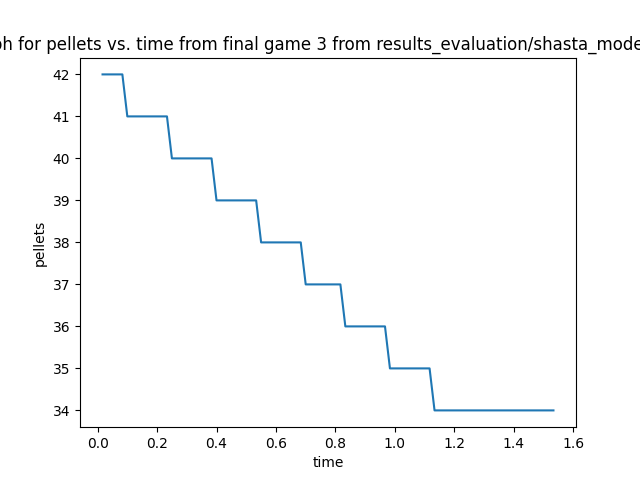 for pellets vs. time from final game 3 from results_evaluation/shasta_mode
42
41
40
39
38
37
36
35
34
pellets
0.0 0.2 0.4 0.6 0.8 1.0 1.2 1.4 1.6
time